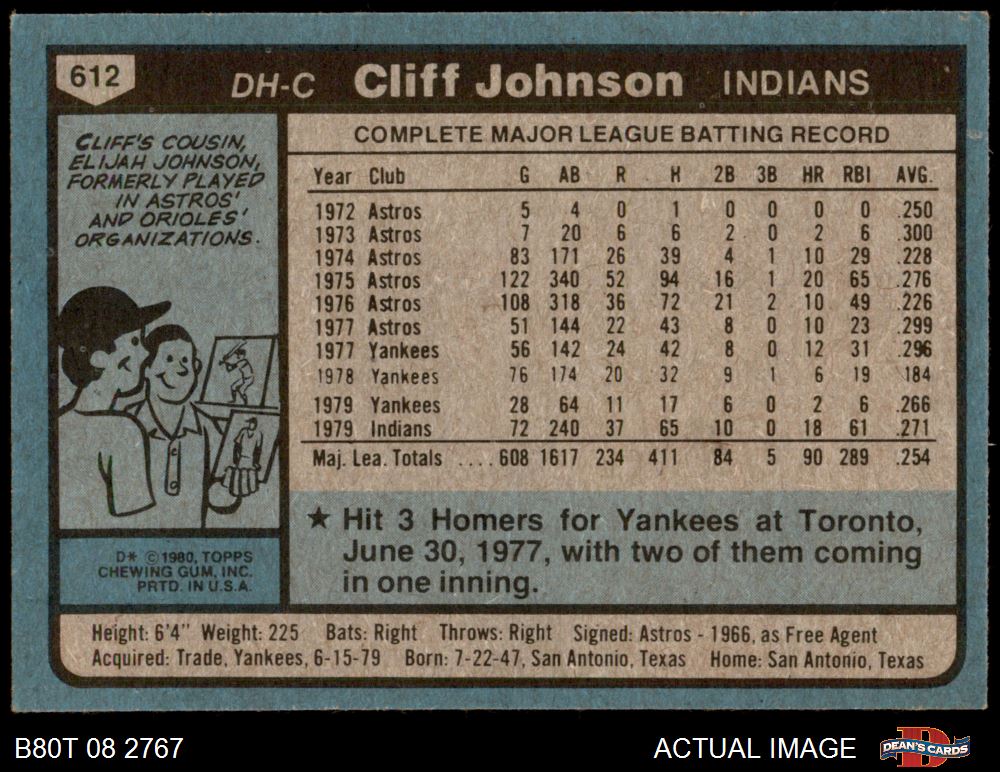 612 DH-C Cliff Johnson INDIANS
CLIFF'S COUSIN,
ELIJAH JOHNSON,
FORMERLY PLAYED
IN ASTROS'
AND ORIOLES'
ORGANIZATIONS.
COMPLETE MAJOR LEAGUE BATTING RECORD
Year Club G AB R H 2B 3B HR RBI AVG.
1972 Astros 5 4 0 1 0 0 0 0 .250
1973 Astros 7 20 6 6 2 0 2 6 .300
1974 Astros 83 171 26 39 4 1 10 29 .228
1975 Astros 122 340 52 94 16 1 20 65 .276
1976 Astros 108 318 36 72 21 2 10 49 .226
1977 Astros 51 144 22 43 8 0 10 23 .299
1977 Yankees 56 142 24 42 8 0 12 31 .296
1978 Yankees 76 174 20 32 9 1 6 19 .184
1979 Yankees 28 64 11 17 6 0 2 6 .266
1979 Indians 72 240 37 65 10 0 18 61 .271
Maj. Lea. Totals .... 608 1617 234 411 84 5 90 289 .254
★ Hit 3 Homers for Yankees at Toronto,
June 30, 1977, with two of them coming
in one inning.
D* © 1980, TOPPS
CHEWING GUM, INC.
PRTD. IN U.S.A.
Height: 6'4" Weight: 225 Bats: Right Throws: Right Signed: Astros - 1966, as Free Agent
Acquired: Trade, Yankees, 6-15-79 Born: 7-22-47, San Antonio, Texas Home: San Antonio, Texas
B80T 08 2767
ACTUAL IMAGE
D
DEAN'S CARDS